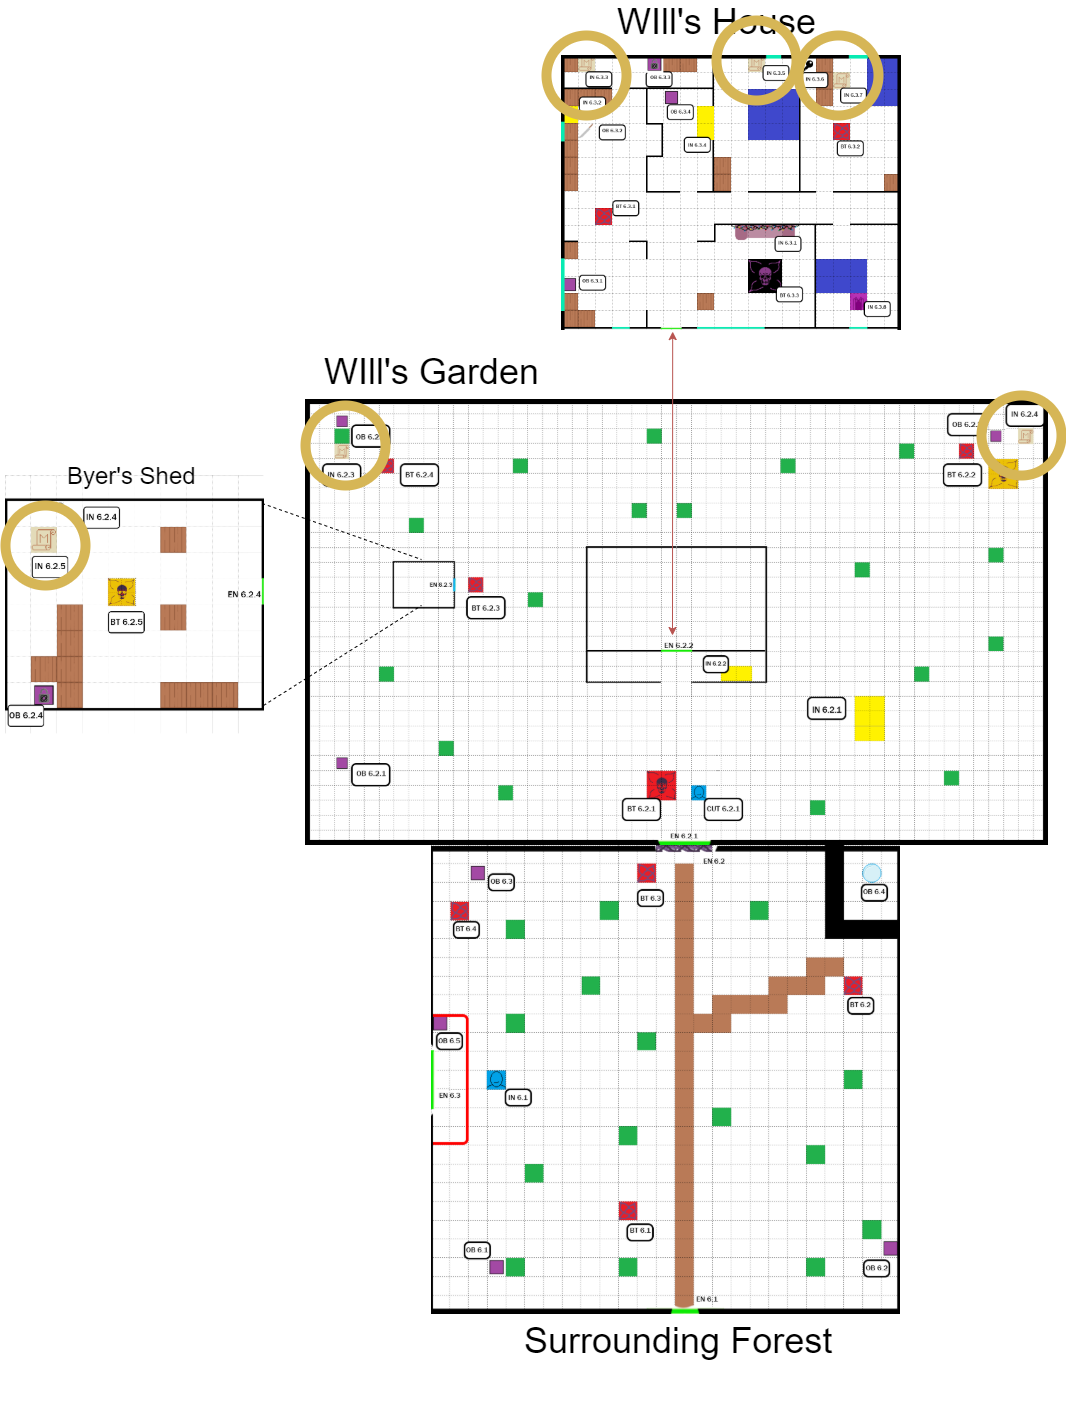 WIll's House
IN 6.3.3
OB 6.3.3
IN 6.3.5
IN 6.3.6
IN 6.3.7
IN 6.3.2
OB 6.3.4
OB 6.3.2
IN 6.3.4
BT 6.3.2
BT 6.3.1
IN 6.3.1
OB 6.3.1
BT 6.3.3
IN 6.3.8
WIll's Garden
IN 6.2.4
OB 6.2.
OB 6.2.
IN 6.2.3
BT 6.2.4
BT 6.2.2
Byer's Shed
IN 6.2.4
M
IN 6.2.5
EN 6.2.4
BT 6.2.5
OB 6.2.4
EN 6.2.3
BT 6.2.3
EN 6.2.2
IN 6.2.2
IN 6.2.1
OB 6.2.1
BT 6.2.1
CUT 6.2.1
EN 6.2.1
EN 6.2
OB 6.3
BT 6.3
OB 6.4
BT 6.4
BT 6.2
OB 6.5
EN 6.3
IN 6.1
BT 6.1
OB 6.1
OB 6.2
EN 6.1
Surrounding Forest